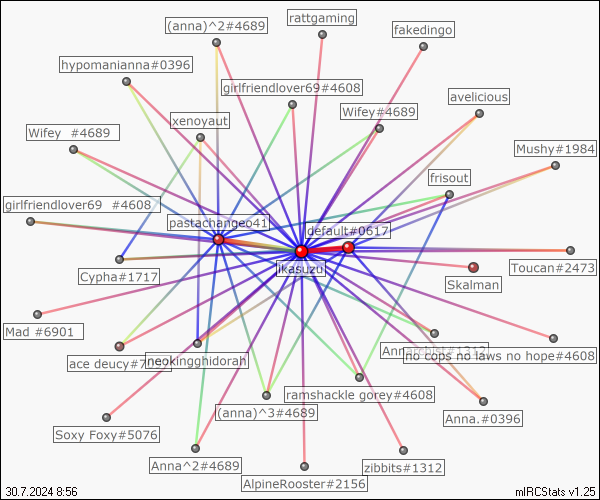 (anna)^2#4689
rattgaming
fakedingo
hypomanianna#0396
girlfriendlover69#4608
avelicious
xenoyaut
Wifey#4689
Wifey #4689
Mushy#1984
frisout
girlfriendlover69 #4608
pastachangeo41
default#0617
ikasuzu
Cypha#1717
Toucan#2473
Skalman
Mad #6901
ace deucy#7
neokingghidorah
Annarchist#1312
no cops no laws no hope#4608
ramshackle gorey#4608
(anna)^3#4689
Anna.#0396
Soxy Foxy#5076
Anna^2#4689
zibbits#1312
AlpineRooster#2156
30.7.2024 8:56
mIRCStats v1.25